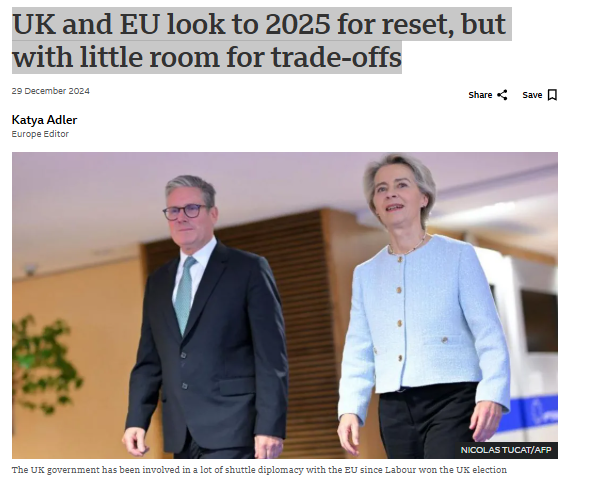 UK and EU look to 2025 for reset, but
with little room for trade-offs
29 December 2024
Share
Save
Katya Adler
Europe Editor
NICOLAS TUCAT/AFP
The UK government has been involved in a lot of shuttle diplomacy with the EU since Labour won the UK election